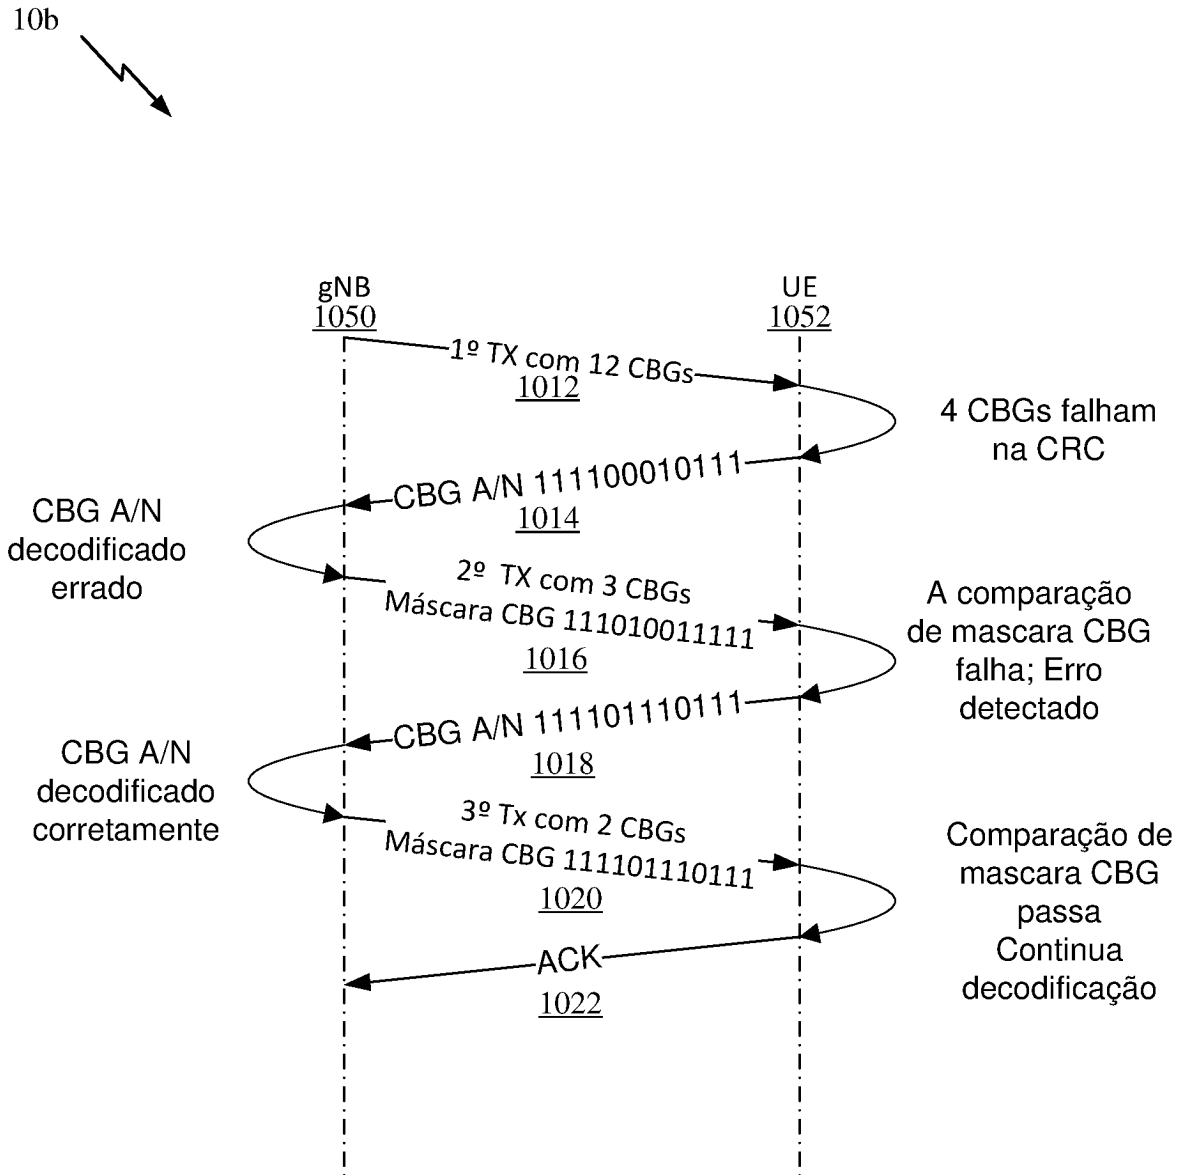 10b
gNB
1050
UE
1052
1º TX com 12 CBGs
1012
4 CBGs falham
na CRC
CBG A/N 111100010111
1014
CBG A/N
decodificado
errado
2º TX com 3 CBGs
Máscara CBG 111010011111
1016
A comparação
de mascara CBG
falha; Erro
detectado
CBG A/N 111101110111
1018
CBG A/N
decodificado
corretamente
3º Tx com 2 CBGs
Máscara CBG 111101110111
1020
Comparação de
mascara CBG
passa
Continua
decodificação
ACK
1022